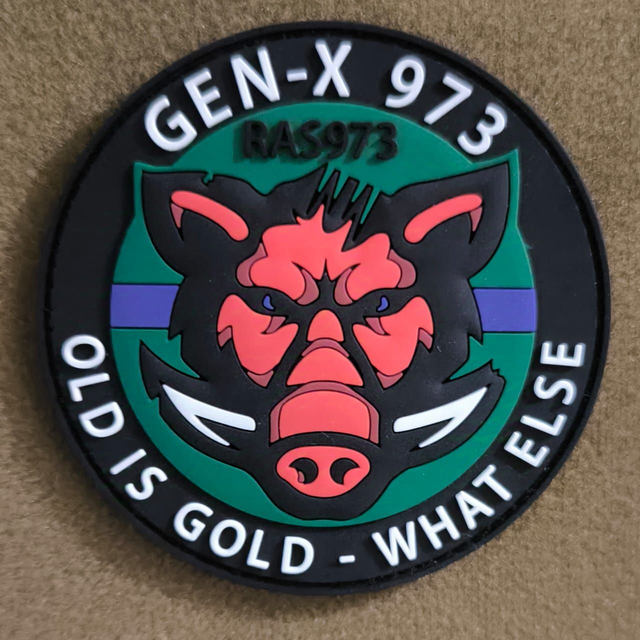 GEN-X 973
RAS973
OLD IS GOLD - WHAT ELSE